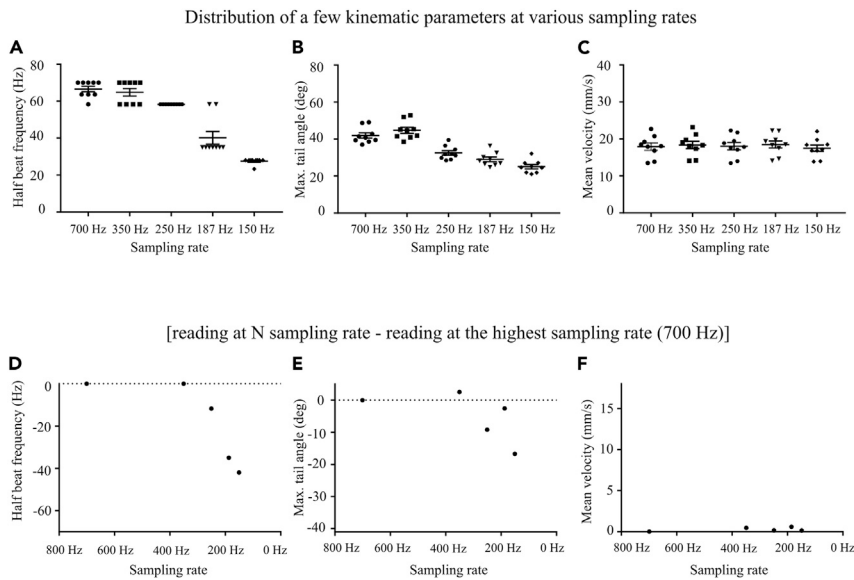 Distribution of a few kinematic parameters at various sampling rates
A
Half beat frequency (Hz)
80
60
40
20
0
700 Hz 350 Hz 250 Hz 187 Hz 150 Hz
Sampling rate
B
Max. tail angle (deg)
80
60
40
20
0
700 Hz 350 Hz 250 Hz 187 Hz 150 Hz
Sampling rate
C
Mean velocity (mm/s)
40
30
20
10
0
700 Hz 350 Hz 250 Hz 187 Hz 150 Hz
Sampling rate
[reading at N sampling rate - reading at the highest sampling rate (700 Hz)]
D
Half beat frequency (Hz)
0
-20
-40
-60
800 Hz 600 Hz 400 Hz 200 Hz 0 Hz
Sampling rate
E
Max. tail angle (deg)
0
-10
-20
-30
-40
800 Hz 600 Hz 400 Hz 200 Hz 0 Hz
Sampling rate
F
Mean velocity (mm/s)
15
10
5
0
800 Hz 600 Hz 400 Hz 200 Hz 0 Hz
Sampling rate